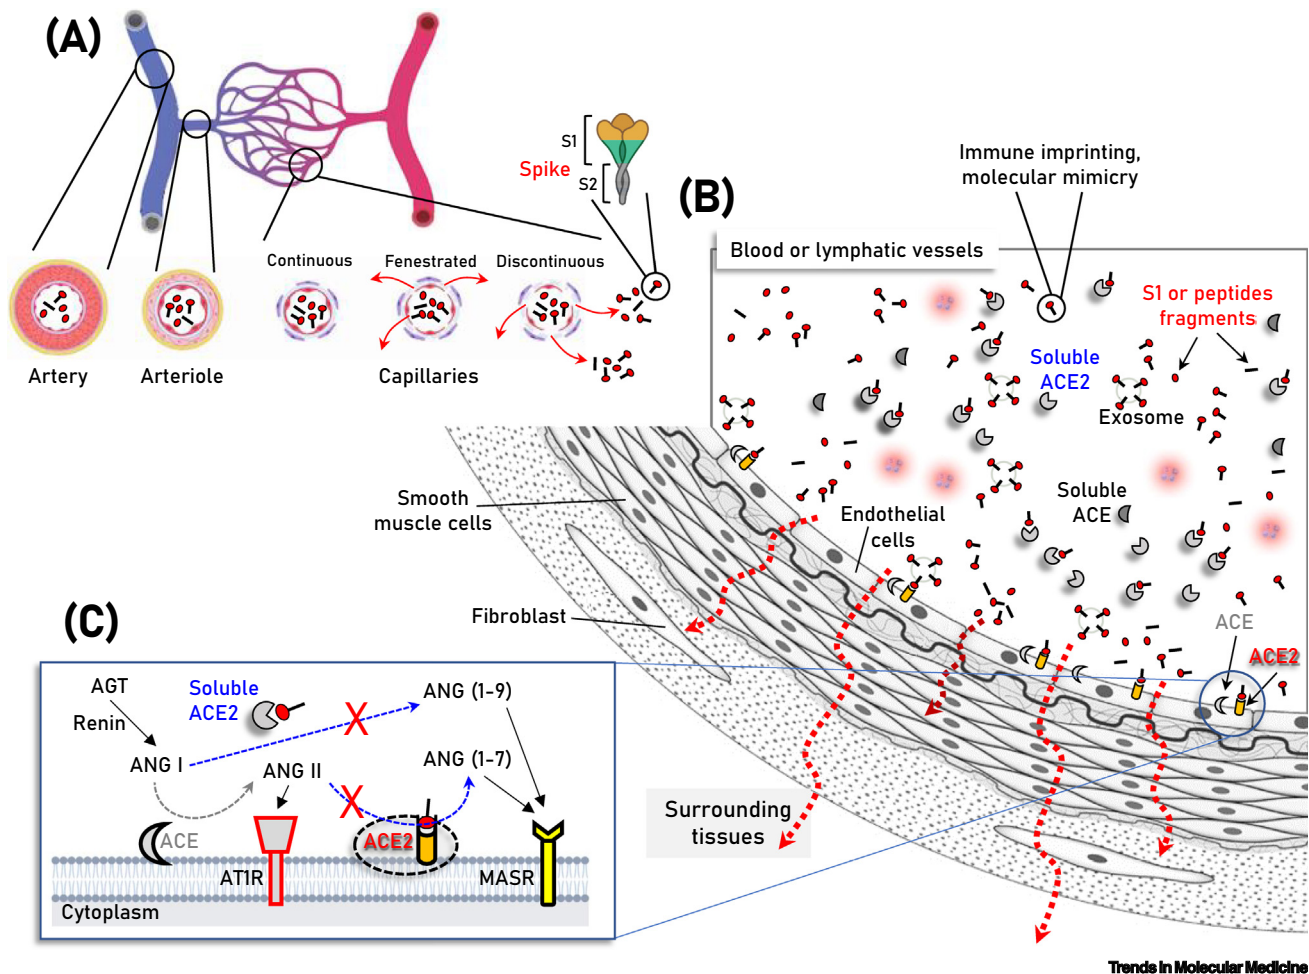 (A)
S1
Spike
S2
Continuous
Fenestrated
Discontinuous
Artery
Arteriole
Capillaries
(B)
Immune imprinting,
molecular mimicry
Blood or lymphatic vessels
S1 or peptides
fragments
Soluble
ACE2
Exosome
Smooth
muscle cells
Endothelial
cells
Soluble
ACE
Fibroblast
ACE
ACE2
Surrounding
tissues
(C)
AGT
Renin
Soluble
ACE2
ANG (1-9)
ANG I
ANG II
ANG (1-7)
X
X
ACE
ACE2
AT1R
MASR
Cytoplasm
Trends in Molecular Medicine